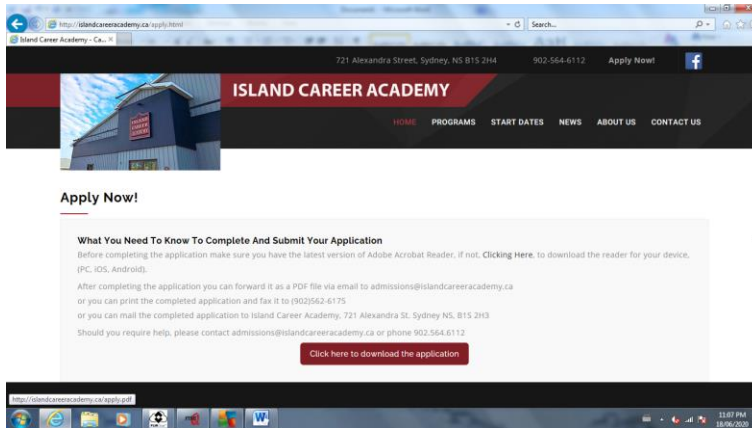 Document - Microsoft Word
http://islandcareeracademy.ca/apply.html
Search...
Island Career Academy - Ca...
721 Alexandra Street, Sydney, NS B1S 2H4 902-564-6112 Apply Now! f
ISLAND CAREER ACADEMY
HOME PROGRAMS START DATES NEWS ABOUT US CONTACT US
Apply Now!
What You Need To Know To Complete And Submit Your Application
Before completing the application make sure you have the latest version of Adobe Acrobat Reader, if not, Clicking Here, to download the reader for your device,
(PC, iOS, Android).
After completing the application you can forward it as a PDF file via email to admissions@islandcareeracademy.ca
or you can print the completed application and fax it to (902)562-6175
or you can mail the completed application to Island Career Academy, 721 Alexandra St. Sydney NS, B1S 2H3
Should you require help, please contact admissions@islandcareeracademy.ca or phone 902.564.6112
Click here to download the application
http://islandcareeracademy.ca/apply.pdf
11:07 PM
18/06/2020